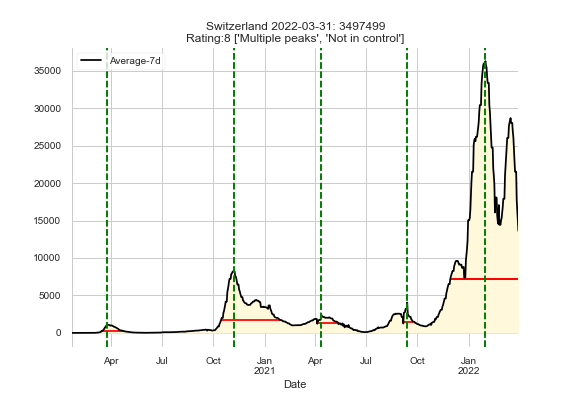 Switzerland 2022-03-31: 3497499
Rating:8 ['Multiple peaks', 'Not in control']
Average-7d
35000
30000
25000
20000
15000
10000
5000
0
Apr Jul Oct Jan Apr Jul Oct Jan
2021 2022
Date